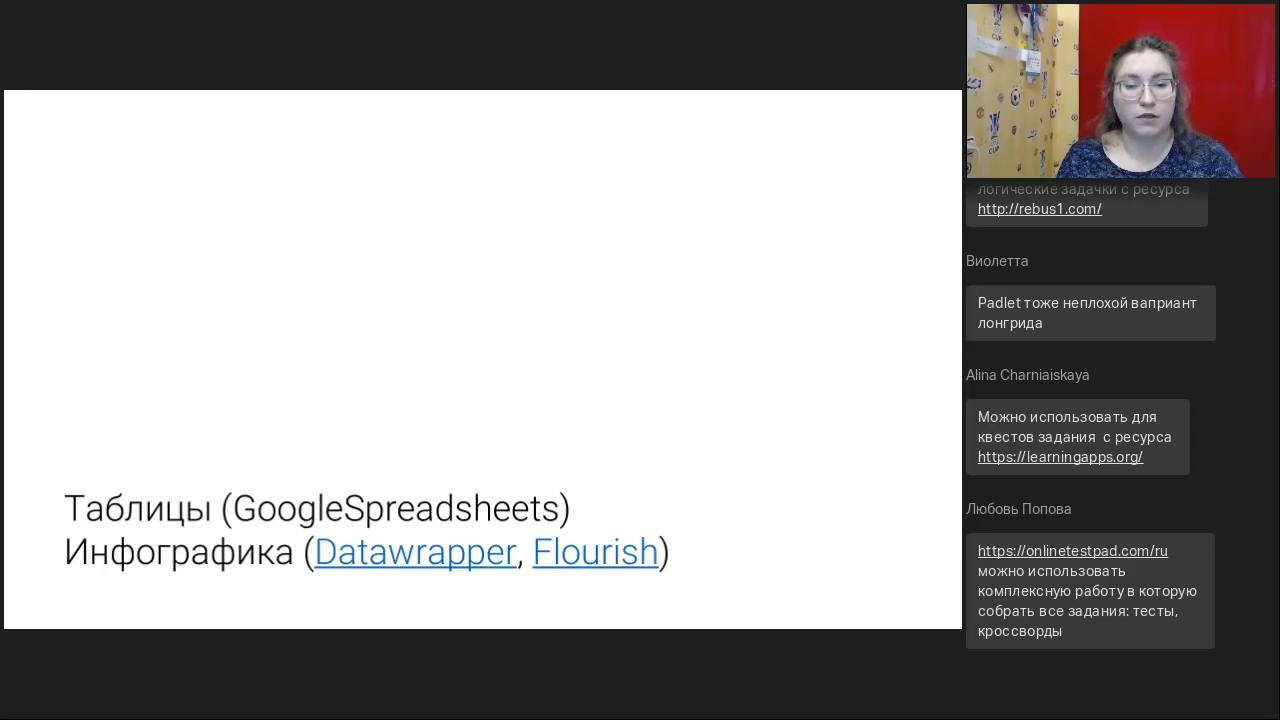 Таблицы (GoogleSpreadsheets)
Инфографика (Datawrapper, Flourish)
CUP
CUP
логические задачки с ресурса
http://rebus1.com/
Виолетта
Padlet тоже неплохой ваприант
лонгрида
Alina Charniaiskaya
Можно использовать для
квестов задания с ресурса
https://learningapps.org/
Любовь Попова
https://onlinetestpad.com/ru
можно использовать
комплексную работу в которую
собрать все задания: тесты,
кроссворды